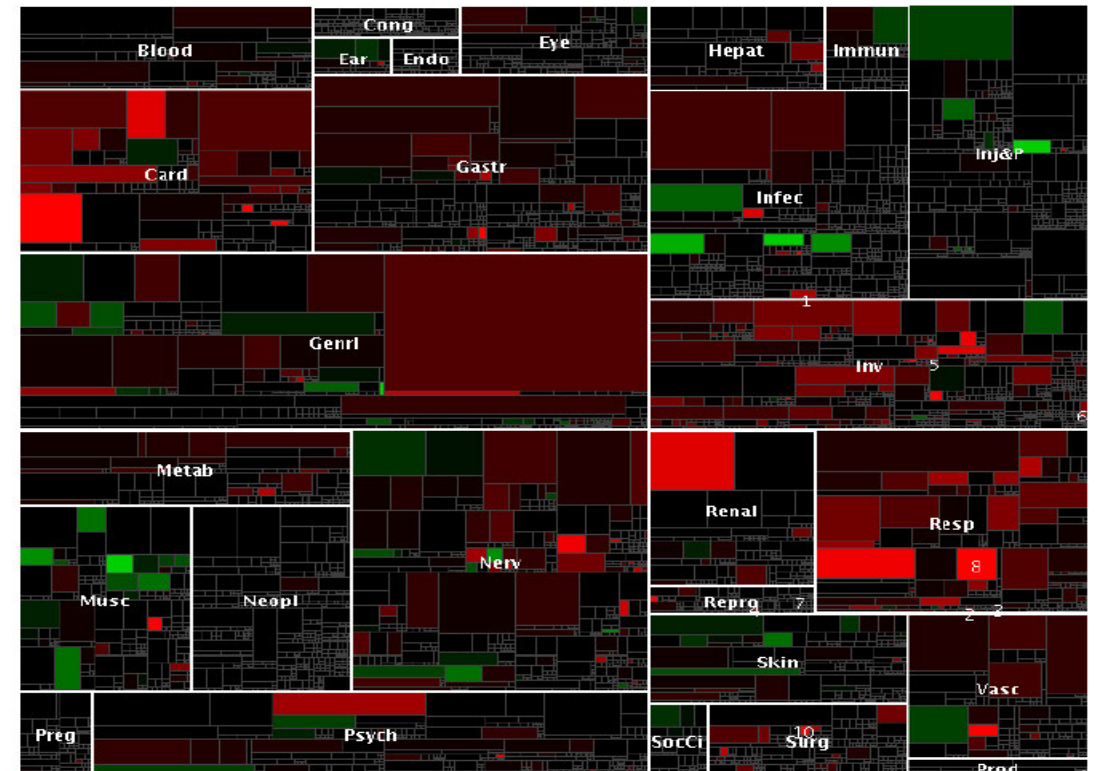 Blood
Cong
Ear
Endo
Eye
Hepat
Immun
Card
Gastr
Infec
Inj&P
1
Genrl
Inv
5
6
Metab
Nerv
Renal
Resp
8
Musc
Neopl
Reprg
7
2
2
Skin
Vasc
Preg
Psych
SocCi
10
Surg
Prod